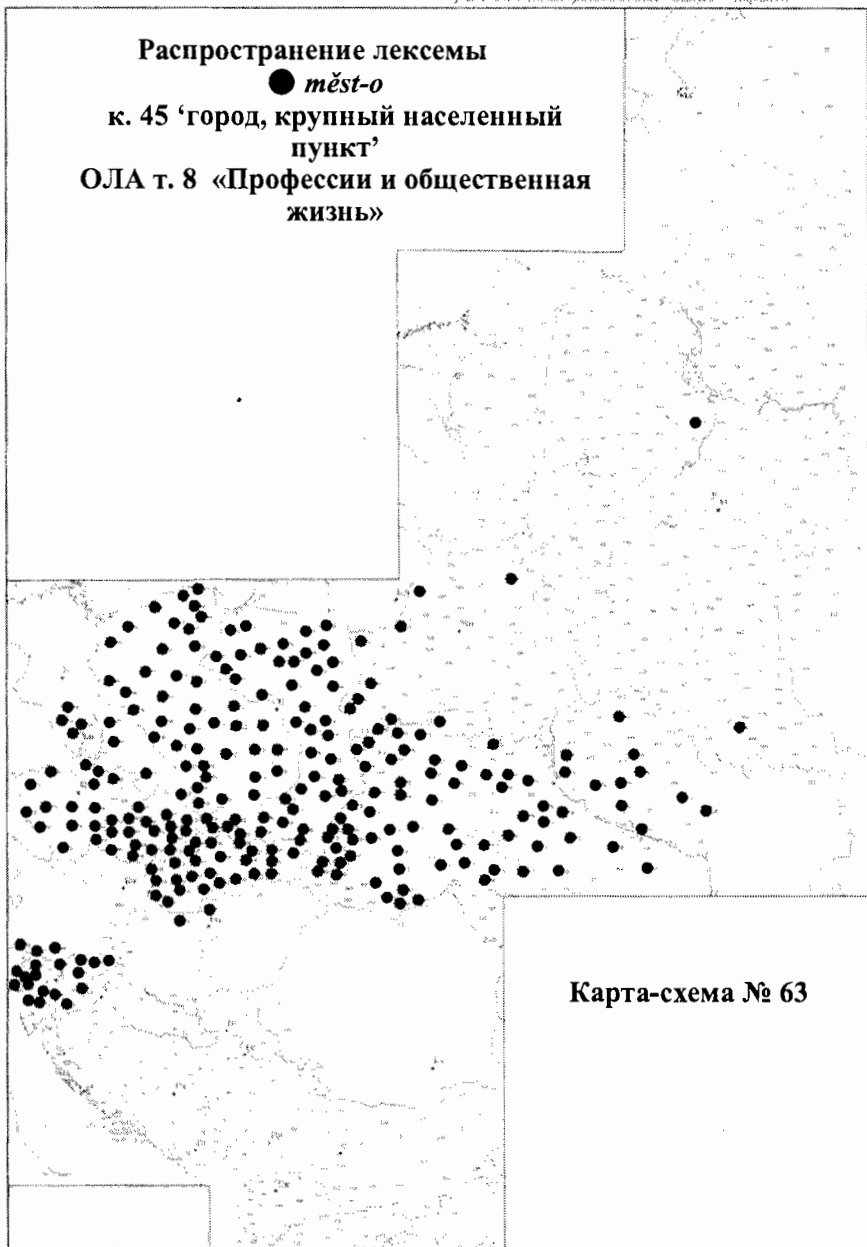 Распространение лексемы
● měst-o
к. 45 ‘город, крупный населенный
пункт’
ОЛА т. 8 «Профессии и общественная
жизнь»
Карта-схема № 63